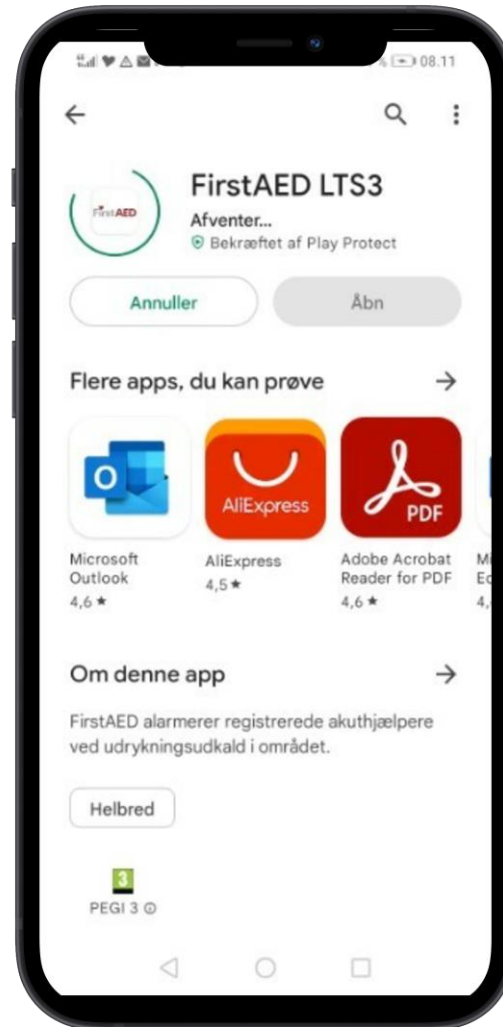 08.11
FirstAED LTS3
FirstAED
Afventer...
Bekræftet af Play Protect
Annuller
Åbn
Flere apps, du kan prøve
AliExpress
PDF
Microsoft
Outlook
4,6 ★
AliExpress
4,5 ★
Adobe Acrobat
Reader for PDF
4,6 ★
Om denne app
FirstAED alarmerer registrerede akuthjælpere
ved udrykningsudkald i området.
Helbred
3
PEGI 3